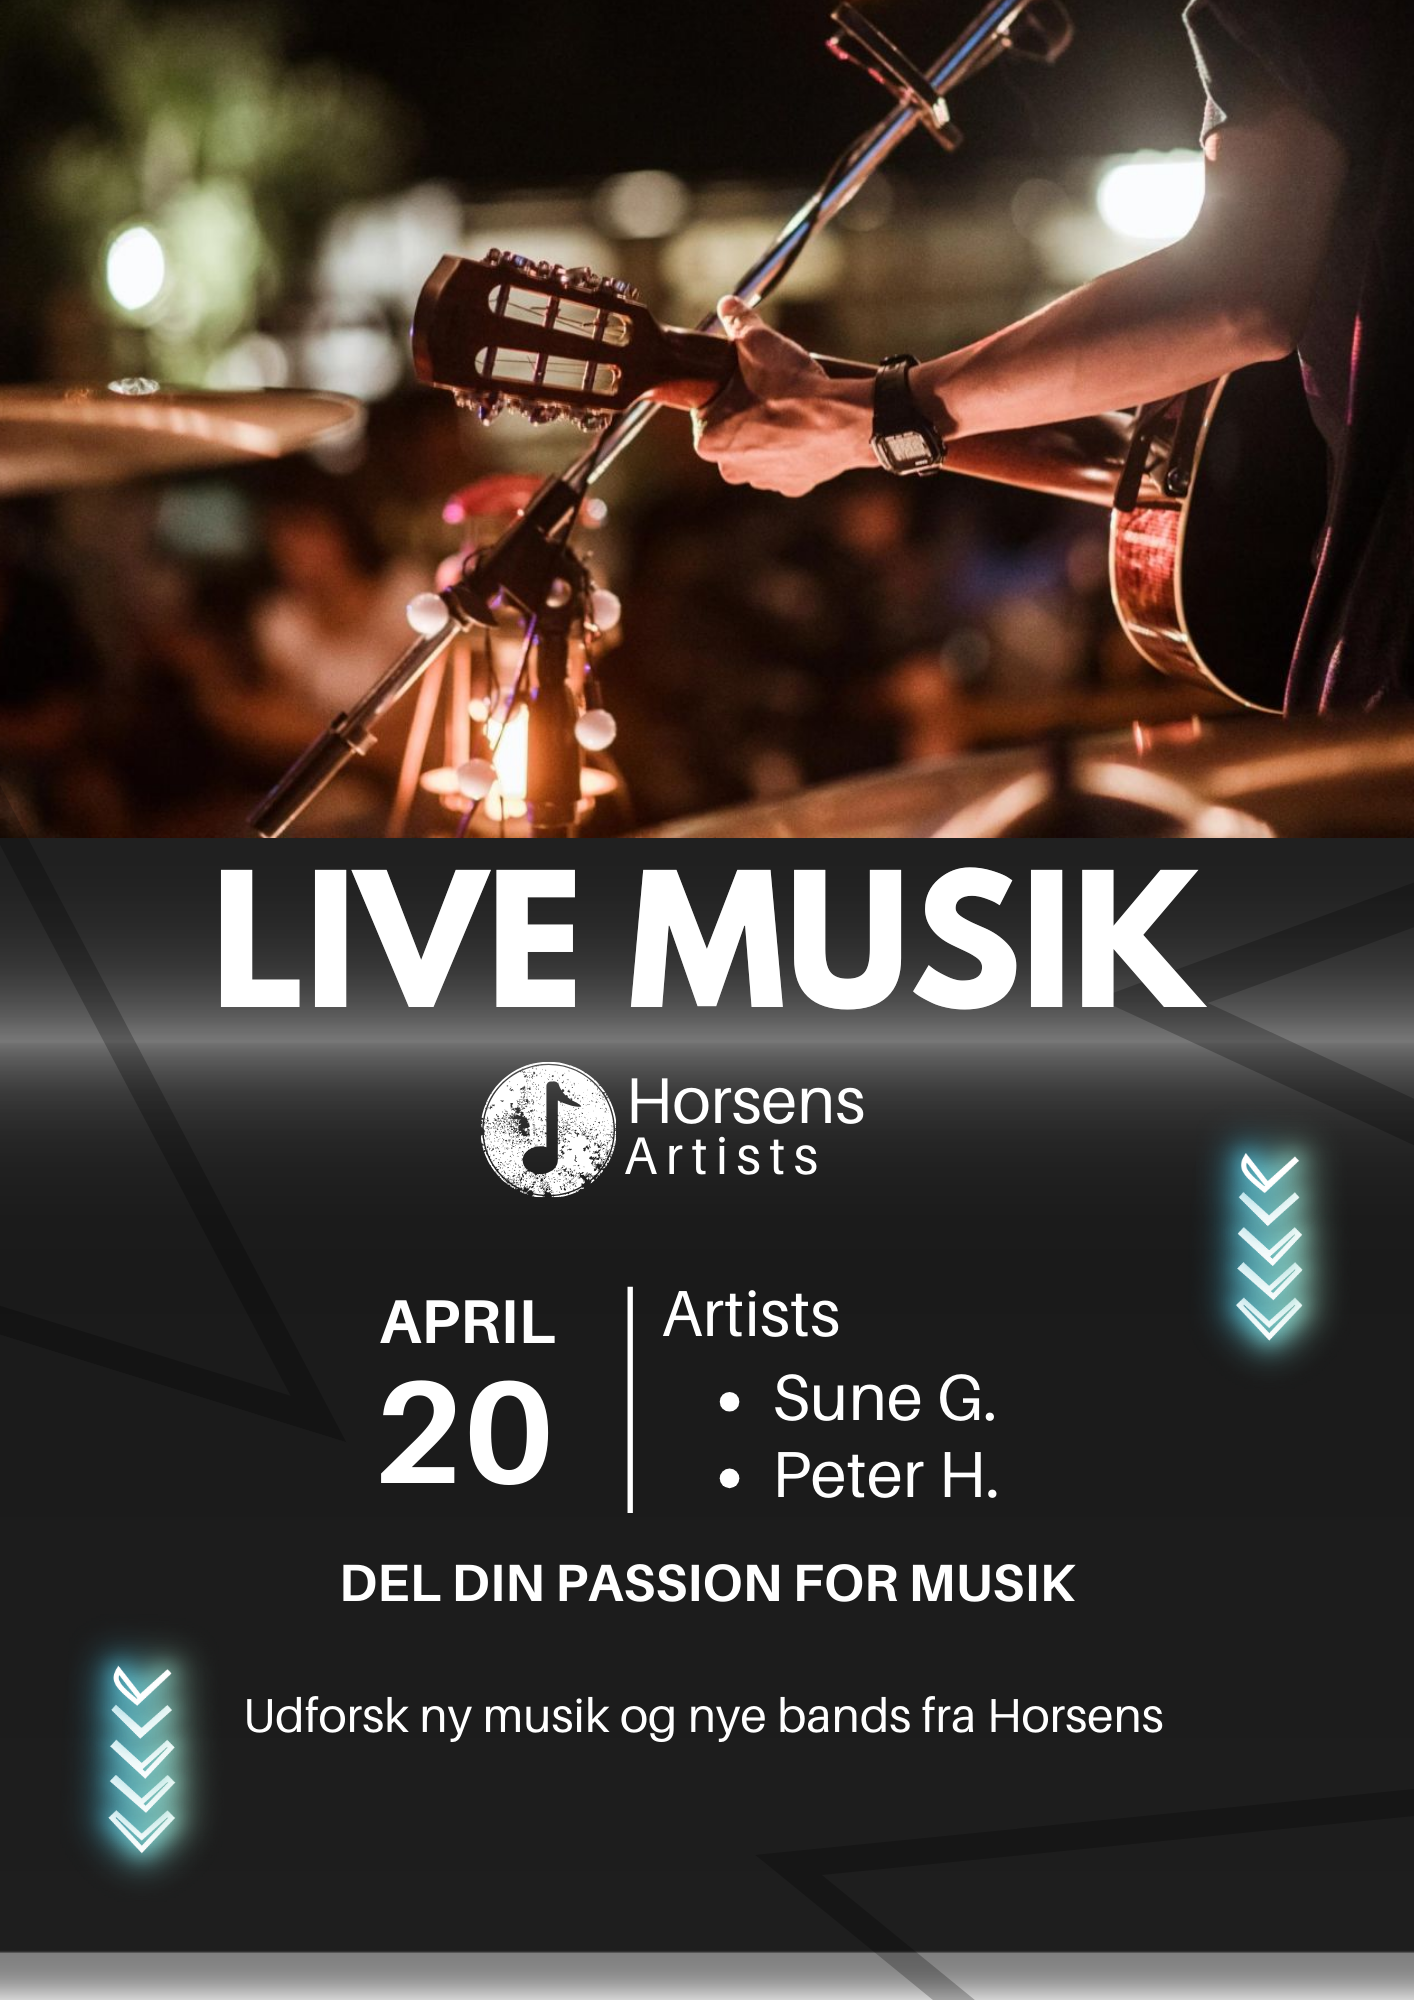 LIVE MUSIK
Horsens
Artists
APRIL
20
Artists
• Sune G.
• Peter H.
DEL DIN PASSION FOR MUSIK
Udforsk ny musik og nye bands fra Horsens